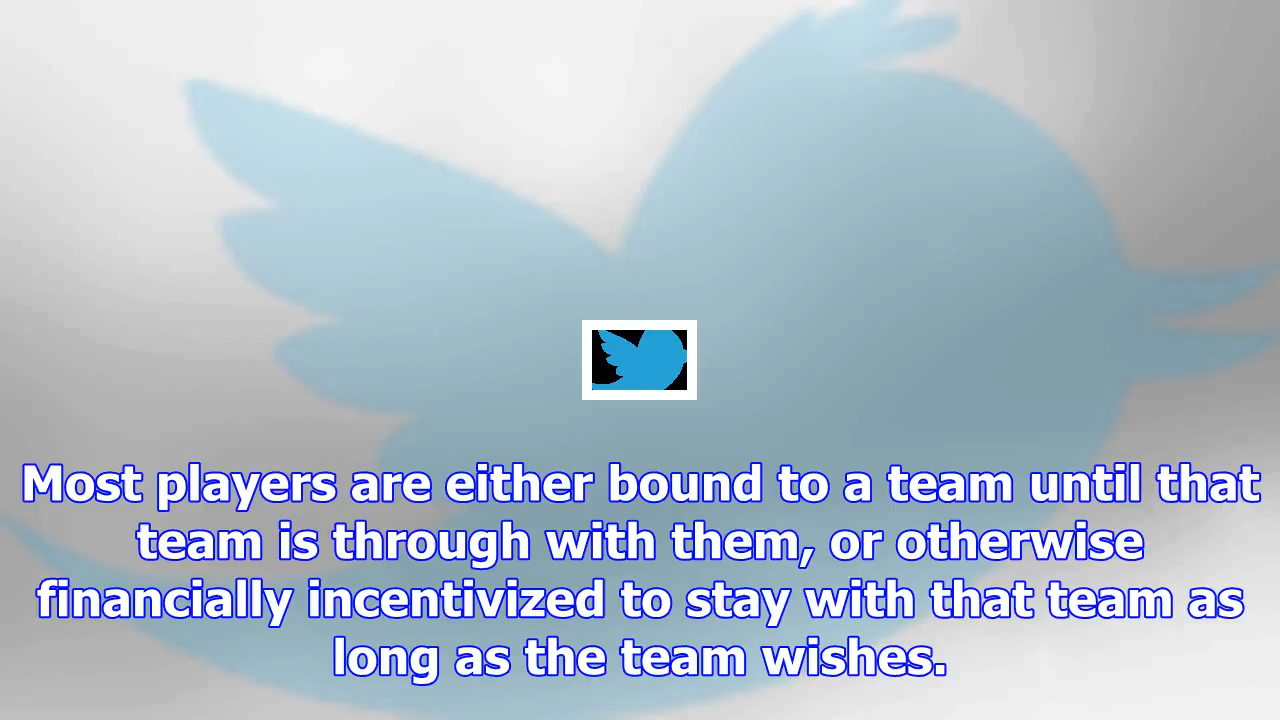 Most players are either bound to a team until that
team is through with them, or otherwise
financially incentivized to stay with that team as
long as the team wishes.